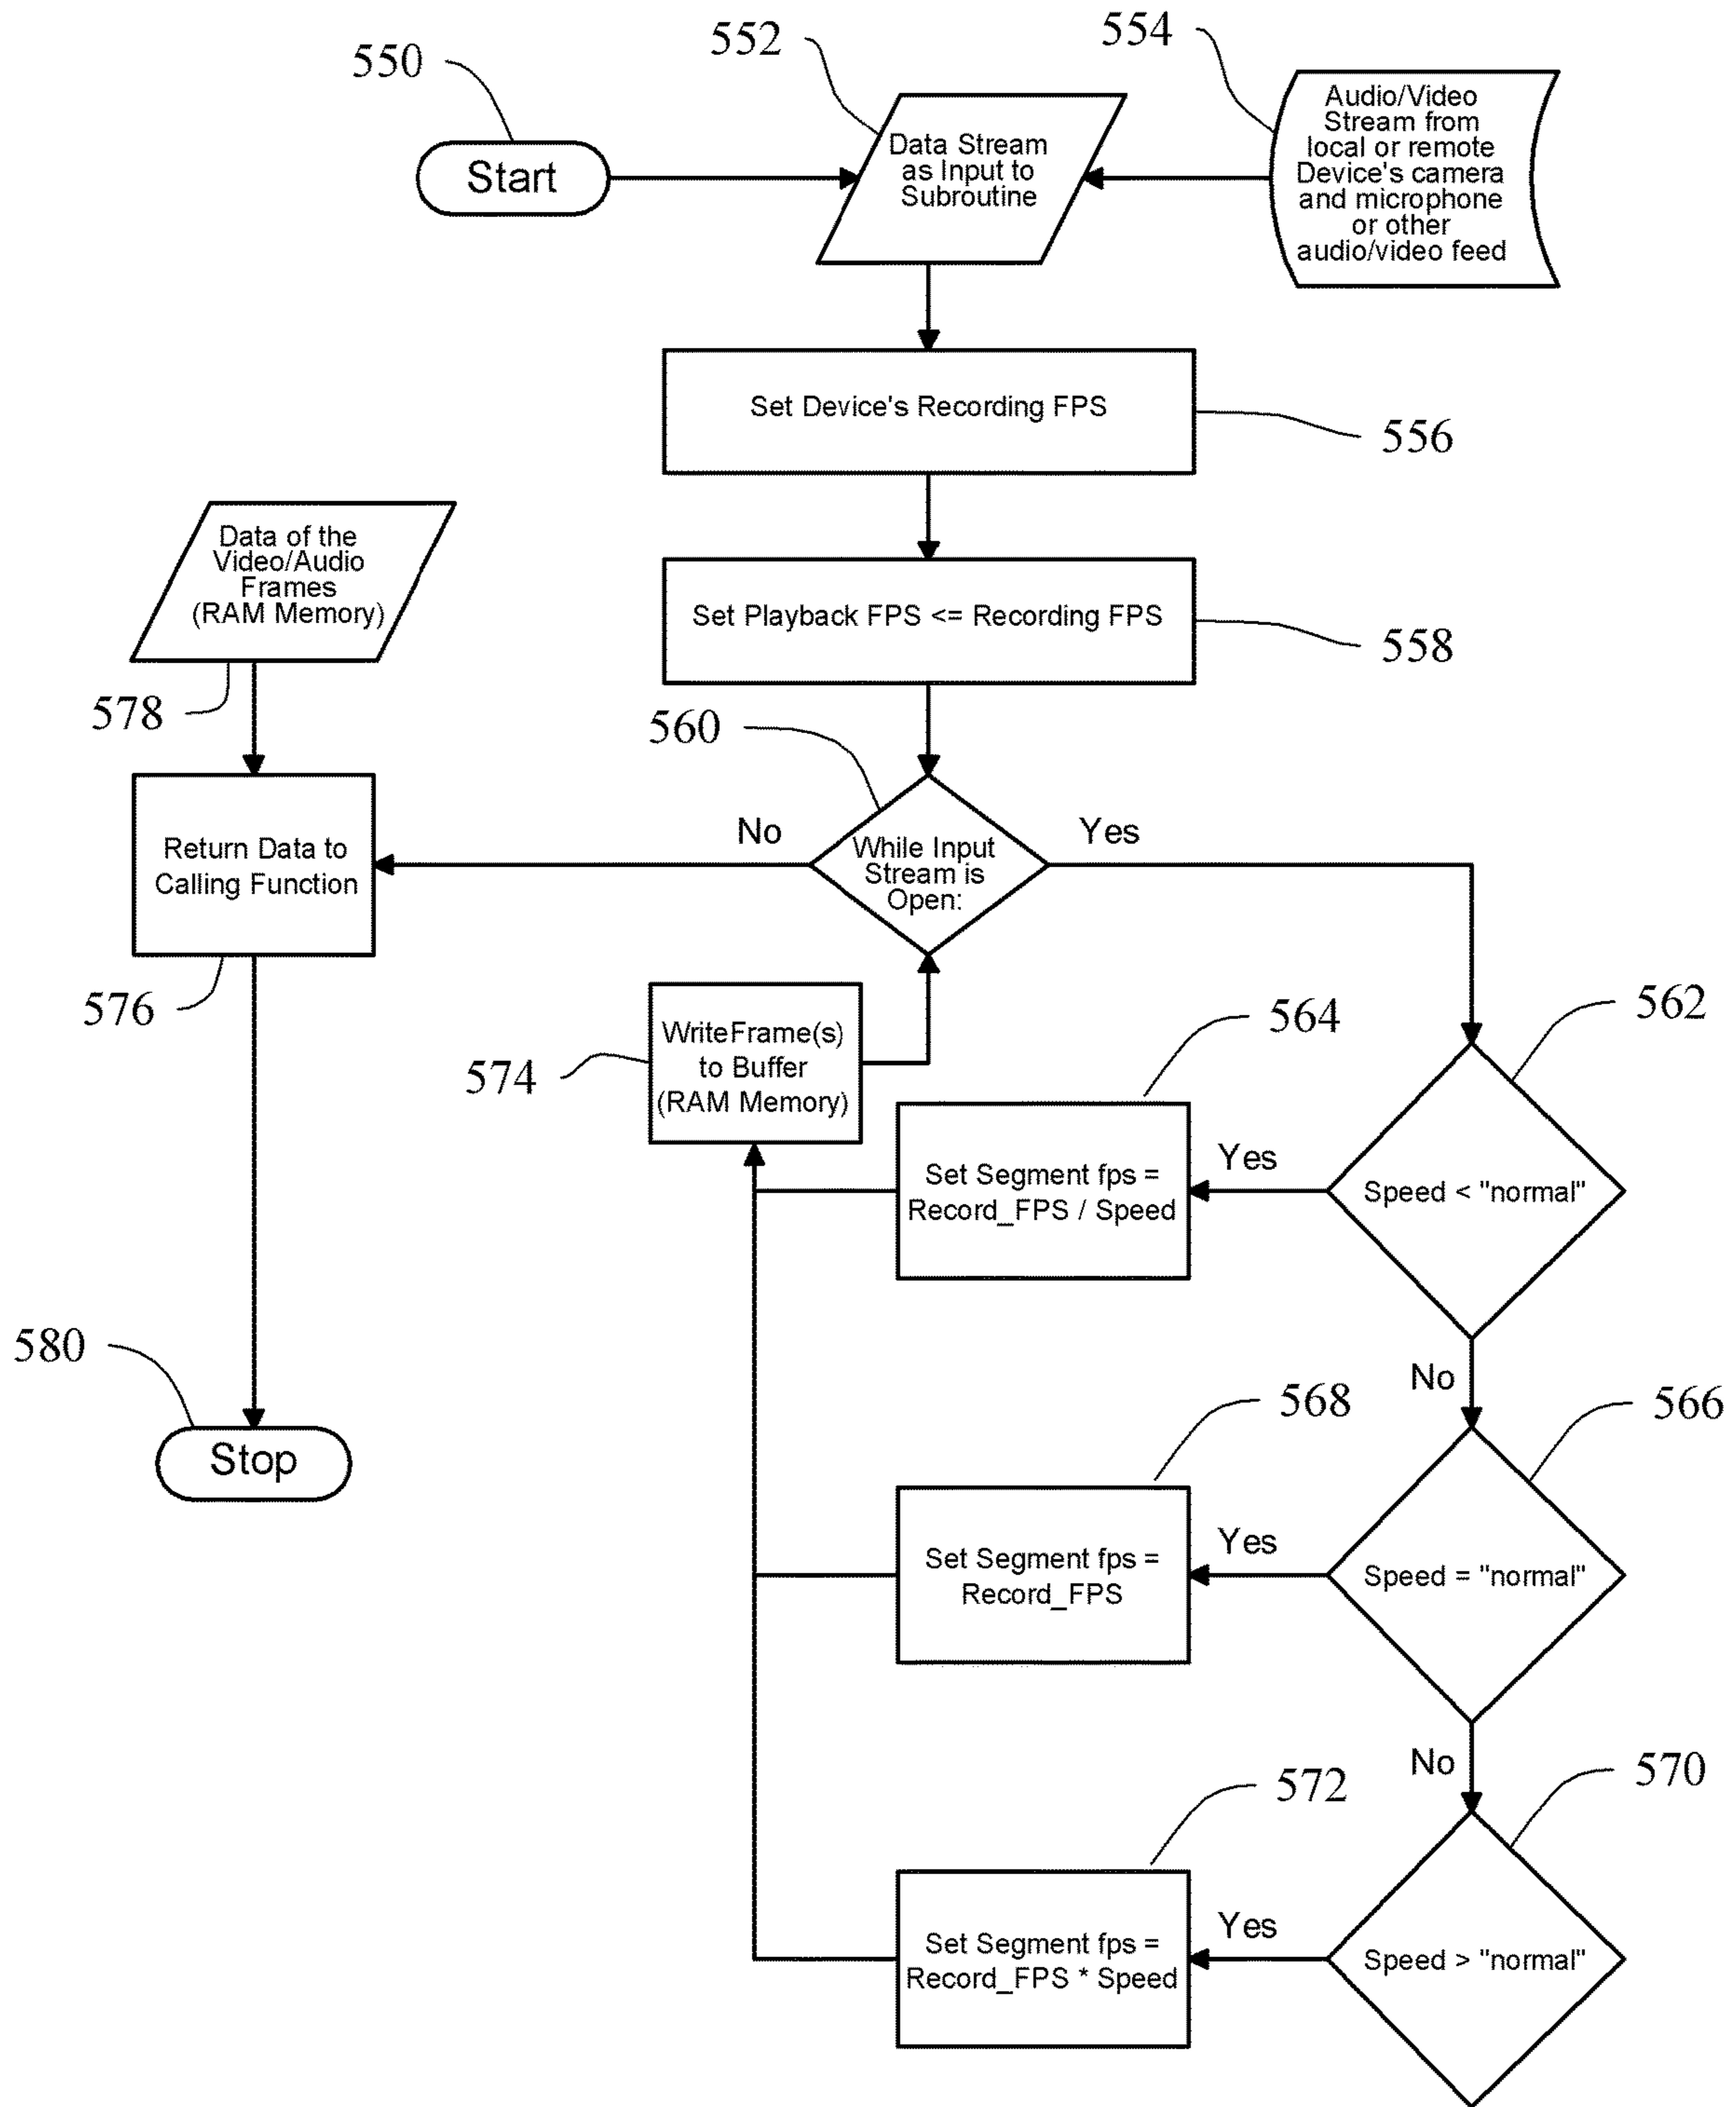 550
552
554
Start
Data Stream
as Input to
Subroutine
Audio/Video
Stream from
local or remote
Device's camera
and microphone
or other
audio/video feed
Set Device's Recording FPS
556
Data of the
Video/Audio
Frames
(RAM Memory)
578
Set Playback FPS <= Recording FPS
558
560
No
Yes
While Input
Stream is
Open:
Return Data to
Calling Function
576
WriteFrame(s)
to Buffer
(RAM Memory)
574
564
562
Set Segment fps =
Record_FPS / Speed
Yes
Speed < "normal"
No
580
Stop
568
566
Set Segment fps =
Record_FPS
Yes
Speed = "normal"
No
572
570
Set Segment fps =
Record_FPS * Speed
Yes
Speed > "normal"